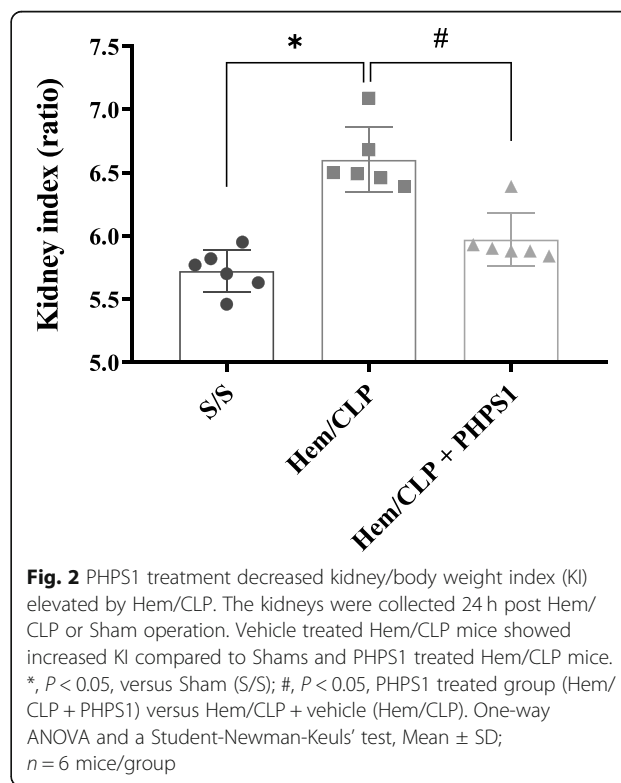 * #
Kidney index (ratio)
7.5
7.0
6.5
6.0
5.5
5.0
S/S
Hem/CLP
Hem/CLP + PHPS1
Fig. 2 PHPS1 treatment decreased kidney/body weight index (KI)
elevated by Hem/CLP. The kidneys were collected 24 h post Hem/
CLP or Sham operation. Vehicle treated Hem/CLP mice showed
increased KI compared to Shams and PHPS1 treated Hem/CLP mice.
*, P < 0.05, versus Sham (S/S); #, P < 0.05, PHPS1 treated group (Hem/
CLP + PHPS1) versus Hem/CLP + vehicle (Hem/CLP). One-way
ANOVA and a Student-Newman-Keuls' test, Mean ± SD;
n = 6 mice/group